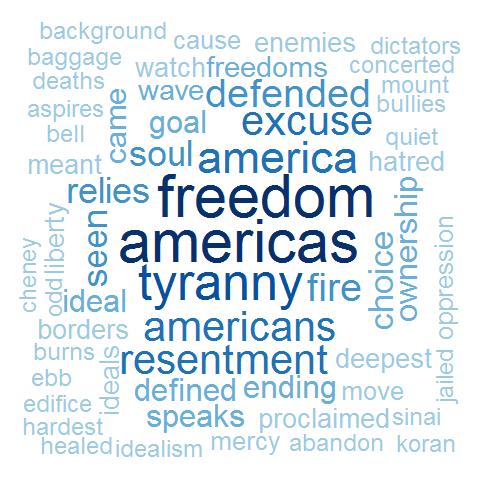 background
cause
enemies
dictators
baggage
watch
freedoms
concerted
deaths
wave
defended
mount
bullies
aspires
came
goal
excuse
bell
quiet
meant
soul
america
hatred
relies
freedom
seen
americas
choice
ownership
liberty
odd
cheney
ideal
tyranny
fire
oppression
borders
americans
burns
ideals
resentment
deepest
jailed
ebb
defined
ending
move
edifice
speaks
proclaimed
sinai
hardest
healed
idealism
mercy
abandon
koran